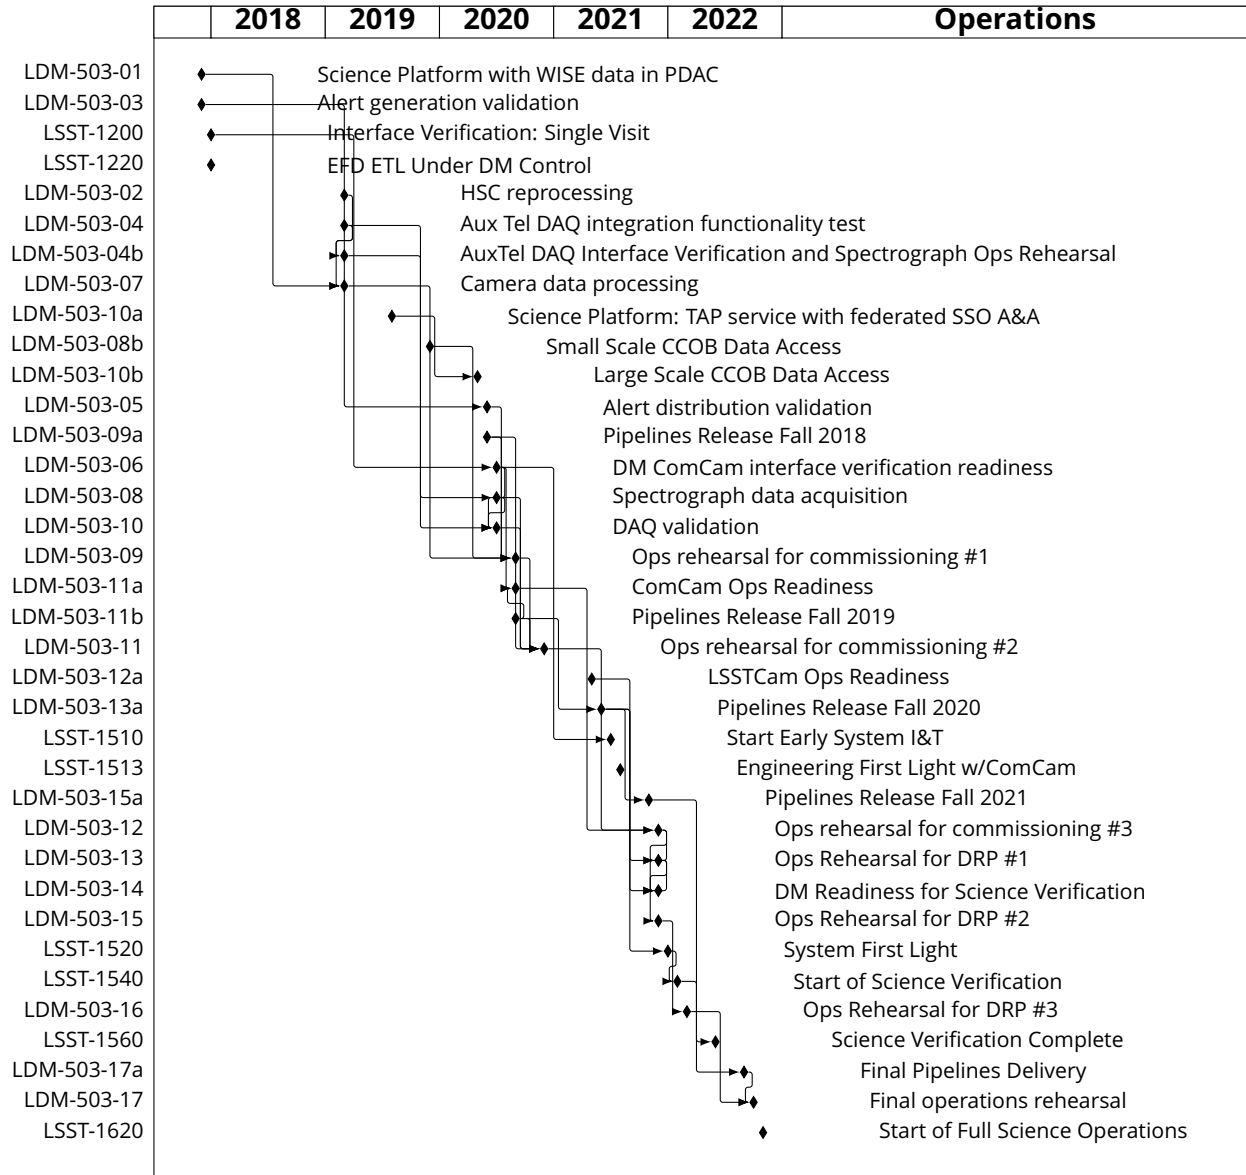 2018 2019 2020 2021 2022 Operations
LDM-503-01 Science Platform with WISE data in PDAC
LDM-503-03 Alert generation validation
LSST-1200 Interface Verification: Single Visit
LSST-1220 EFD ETL Under DM Control
LDM-503-02 HSC reprocessing
LDM-503-04 Aux Tel DAQ integration functionality test
LDM-503-04b AuxTel DAQ Interface Verification and Spectrograph Ops Rehearsal
LDM-503-07 Camera data processing
LDM-503-10a Science Platform: TAP service with federated SSO A&A
LDM-503-08b Small Scale CCOB Data Access
LDM-503-10b Large Scale CCOB Data Access
LDM-503-05 Alert distribution validation
LDM-503-09a Pipelines Release Fall 2018
LDM-503-06 DM ComCam interface verification readiness
LDM-503-08 Spectrograph data acquisition
LDM-503-10 DAQ validation
LDM-503-09 Ops rehearsal for commissioning #1
LDM-503-11a ComCam Ops Readiness
LDM-503-11b Pipelines Release Fall 2019
LDM-503-11 Ops rehearsal for commissioning #2
LDM-503-12a LSSTCam Ops Readiness
LDM-503-13a Pipelines Release Fall 2020
LSST-1510 Start Early System I&T
LSST-1513 Engineering First Light w/ComCam
LDM-503-15a Pipelines Release Fall 2021
LDM-503-12 Ops rehearsal for commissioning #3
LDM-503-13 Ops Rehearsal for DRP #1
LDM-503-14 DM Readiness for Science Verification
LDM-503-15 Ops Rehearsal for DRP #2
LSST-1520 System First Light
LSST-1540 Start of Science Verification
LDM-503-16 Ops Rehearsal for DRP #3
LSST-1560 Science Verification Complete
LDM-503-17a Final Pipelines Delivery
LDM-503-17 Final operations rehearsal
LSST-1620 Start of Full Science Operations